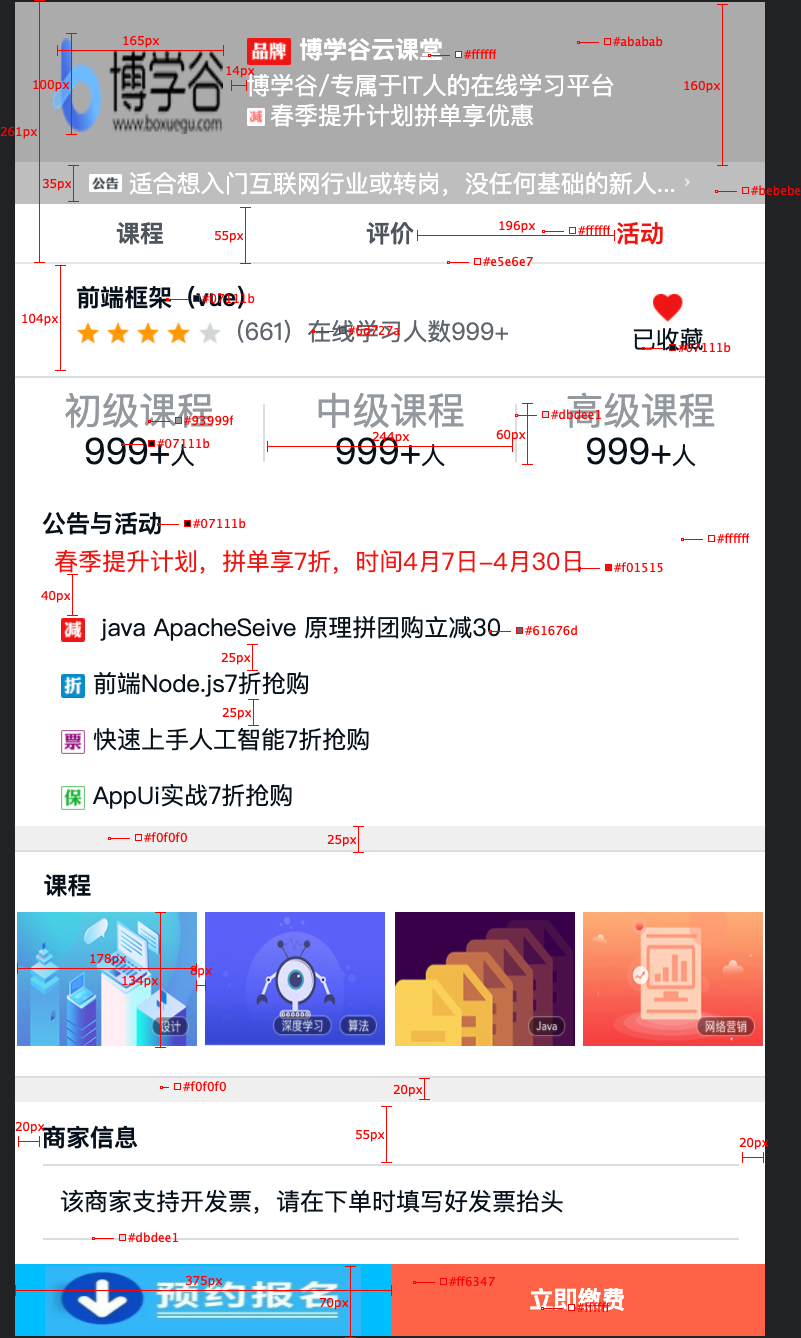 165px
品牌 博学谷云课堂 #ffffff
#ababab
博学谷
100px
14px
博学谷/专属于IT人的在线学习平台
160px
减 春季提升计划拼单享优惠
www.boxuegu.com
261px
35px
公告 适合想入门互联网行业或转岗，没任何基础的新人... ›
#bebebe
课程 55px 评价 196px #ffffff 活动
#e5e6e7
前端框架（vue） #07111b
104px
（661）在线学习人数999+
已收藏
#07111b
初级课程 中级课程 高级课程
#93999f #dbdee1
#07111b 244px 60px
999+人 999+人 999+人
公告与活动 #07111b
#ffffff
春季提升计划，拼单享7折，时间4月7日-4月30日 #f01515
40px
减 java ApacheSeive 原理拼团购立减30 #61676d
25px
折 前端Node.js7折抢购
25px
票 快速上手人工智能7折抢购
保 AppUi实战7折抢购
#f0f0f0 25px
课程
178px 8px
134px
设计 深度学习 算法 Java 网络营销
#f0f0f0 20px
20px 商家信息 55px 20px
该商家支持开发票，请在下单时填写好发票抬头
#dbdee1
375px #ff6347
预约报名 70px 立即缴费 #ffffff